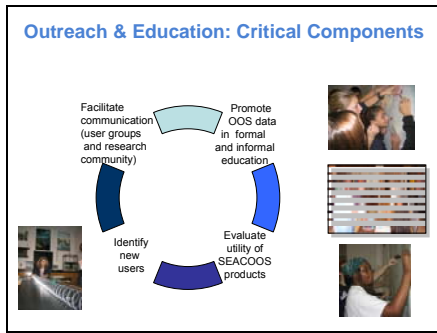 Outreach & Education: Critical Components
Facilitate
communication
(user groups
and research
community)
Promote
OOS data
in formal
and informal
education
Identify
new
users
Evaluate
utility of
SEACOOS
products